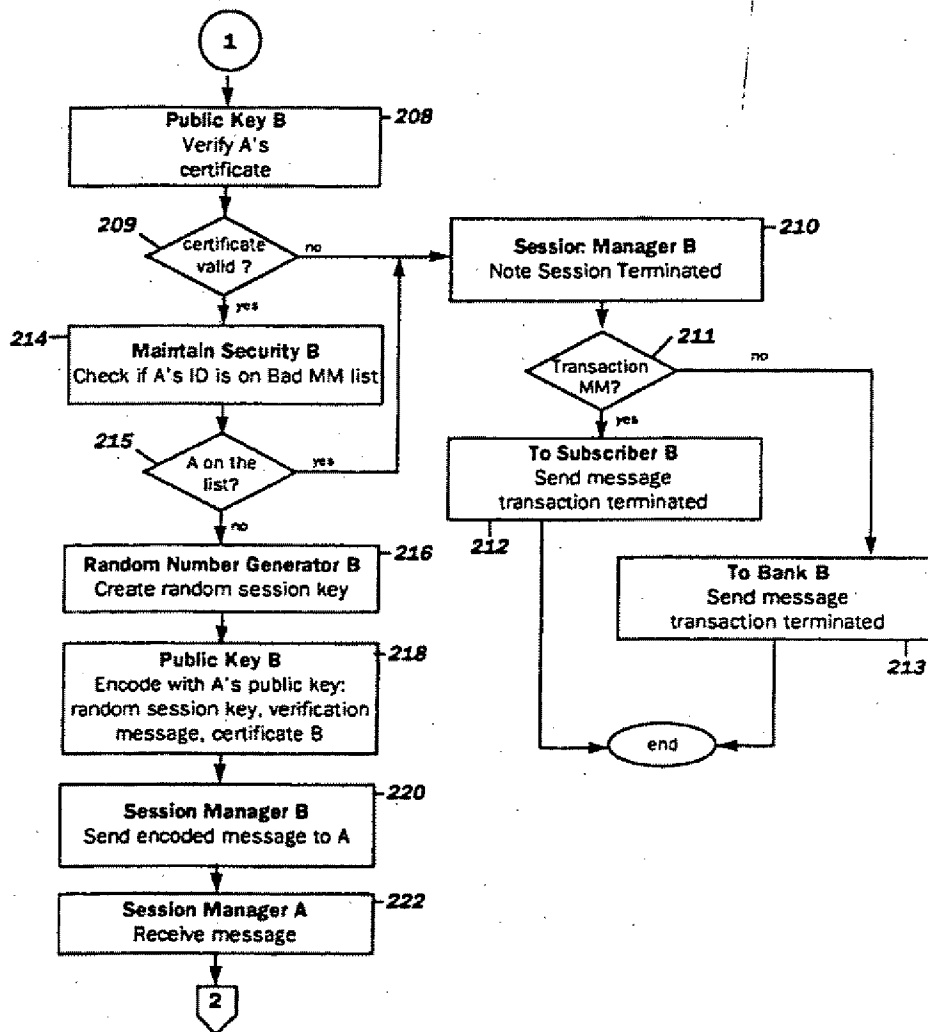 1
Public Key B
208
Verify A's
certificate
209
certificate
valid ?
no
yes
210
Session Manager B
Note Session Terminated
214
Maintain Security B
Check if A's ID is on Bad MM list
211
Transaction
MM?
no
yes
215
A on the
list?
yes
no
To Subscriber B
Send message
transaction terminated
212
Random Number Generator B
216
Create random session key
To Bank B
Send message
transaction terminated
213
Public Key B
218
Encode with A's public key:
random session key, verification
message, certificate B
end
Session Manager B
220
Send encoded message to A
Session Manager A
222
Receive message
2